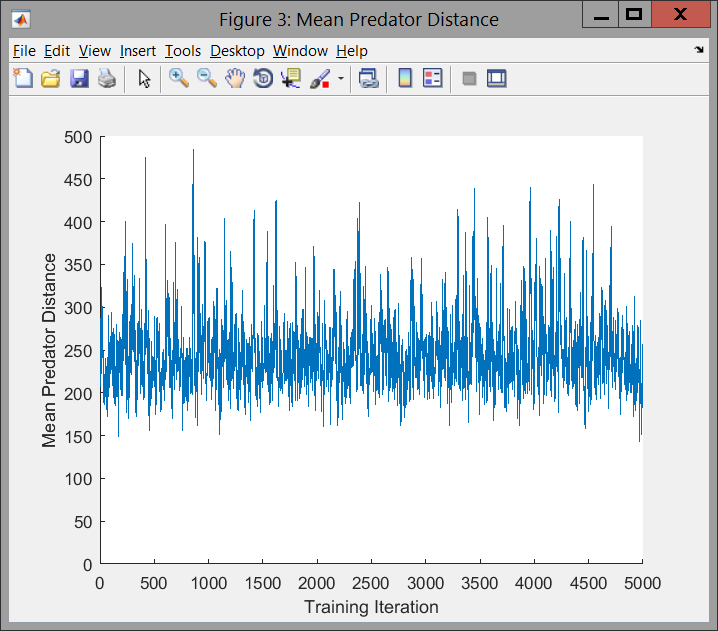 Figure 3: Mean Predator Distance
File Edit View Insert Tools Desktop Window Help
500
450
400
350
300
250
200
150
100
50
0
Mean Predator Distance
0 500 1000 1500 2000 2500 3000 3500 4000 4500 5000
Training Iteration